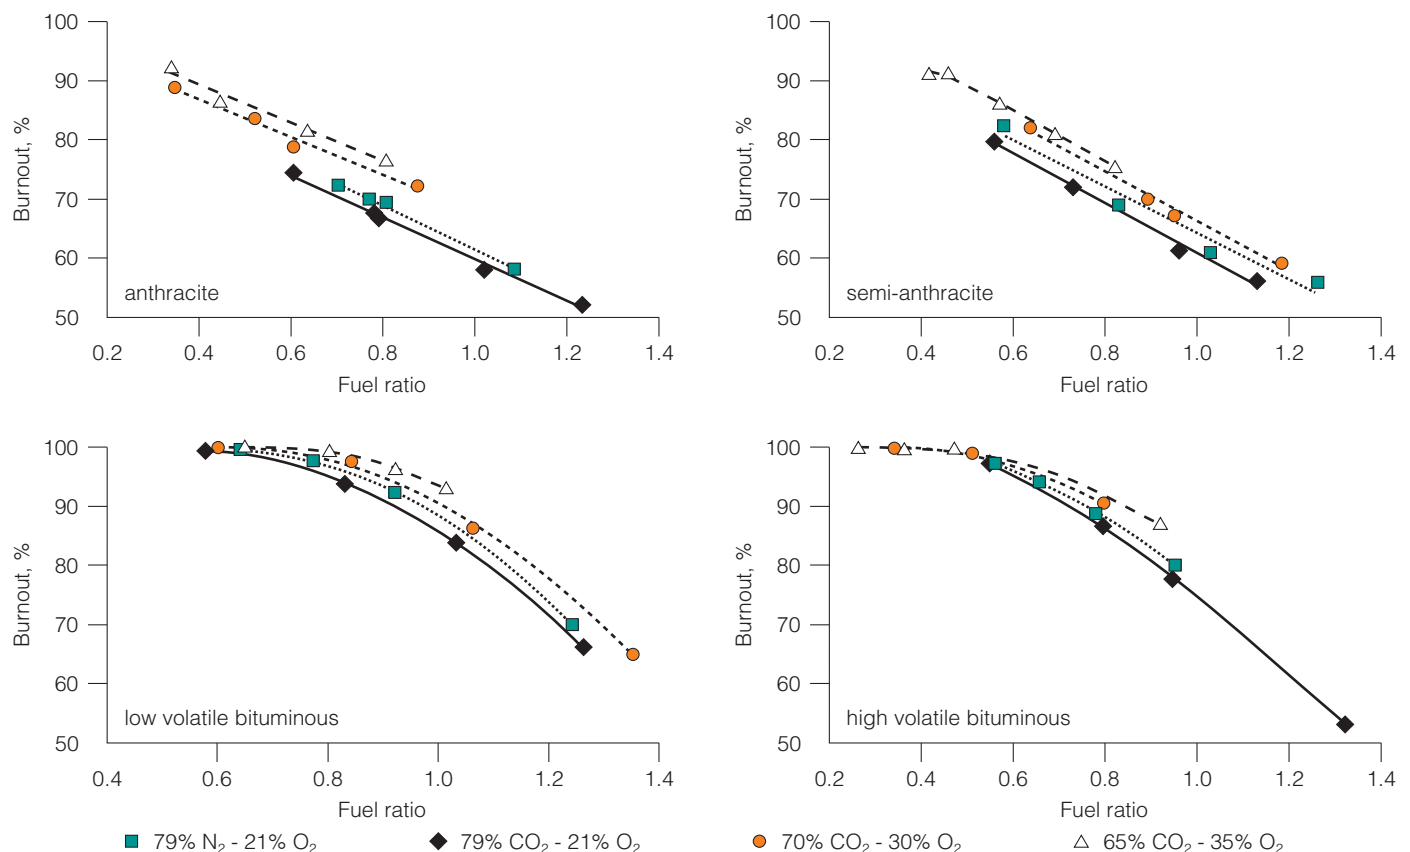 100
90
80
70
60
50
Burnout, %
anthracite
0.2 0.4 0.6 0.8 1.0 1.2 1.4
Fuel ratio
100
90
80
70
60
50
Burnout, %
semi-anthracite
0.2 0.4 0.6 0.8 1.0 1.2 1.4
Fuel ratio
100
90
80
70
60
50
Burnout, %
low volatile bituminous
0.4 0.6 0.8 1.0 1.2 1.4
Fuel ratio
100
90
80
70
60
50
Burnout, %
high volatile bituminous
0.2 0.4 0.6 0.8 1.0 1.2 1.4
Fuel ratio
79% N₂ - 21% O₂ 79% CO₂ - 21% O₂ 70% CO₂ - 30% O₂ 65% CO₂ - 35% O₂